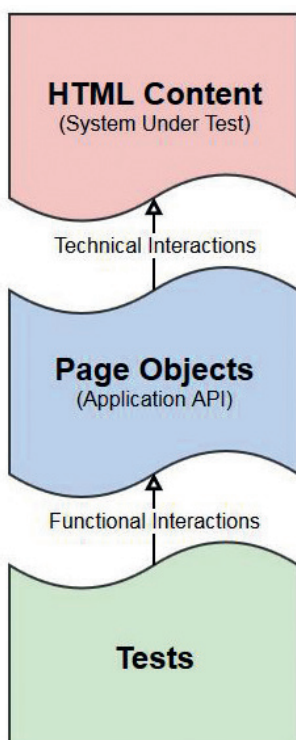 HTML Content
(System Under Test)
Technical Interactions
Page Objects
(Application API)
Functional Interactions
Tests